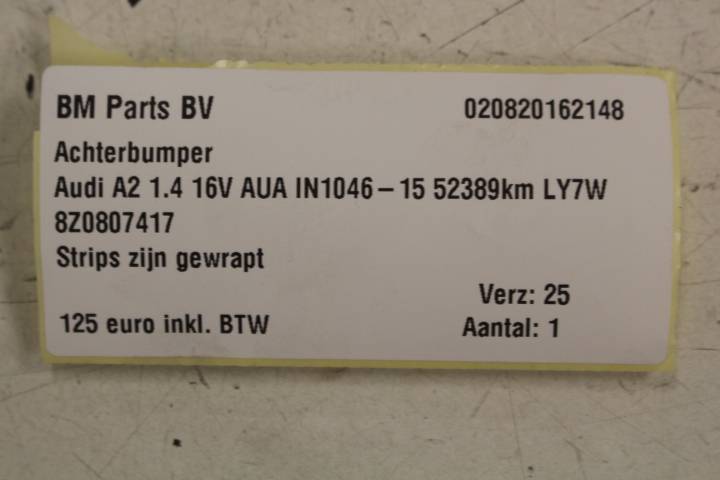 BM Parts BV 020820162148
Achterbumper
Audi A2 1.4 16V AUA IN1046-15 52389km LY7W
8Z0807417
Strips zijn gewrapt
Verz: 25
125 euro inkl. BTW Aantal: 1